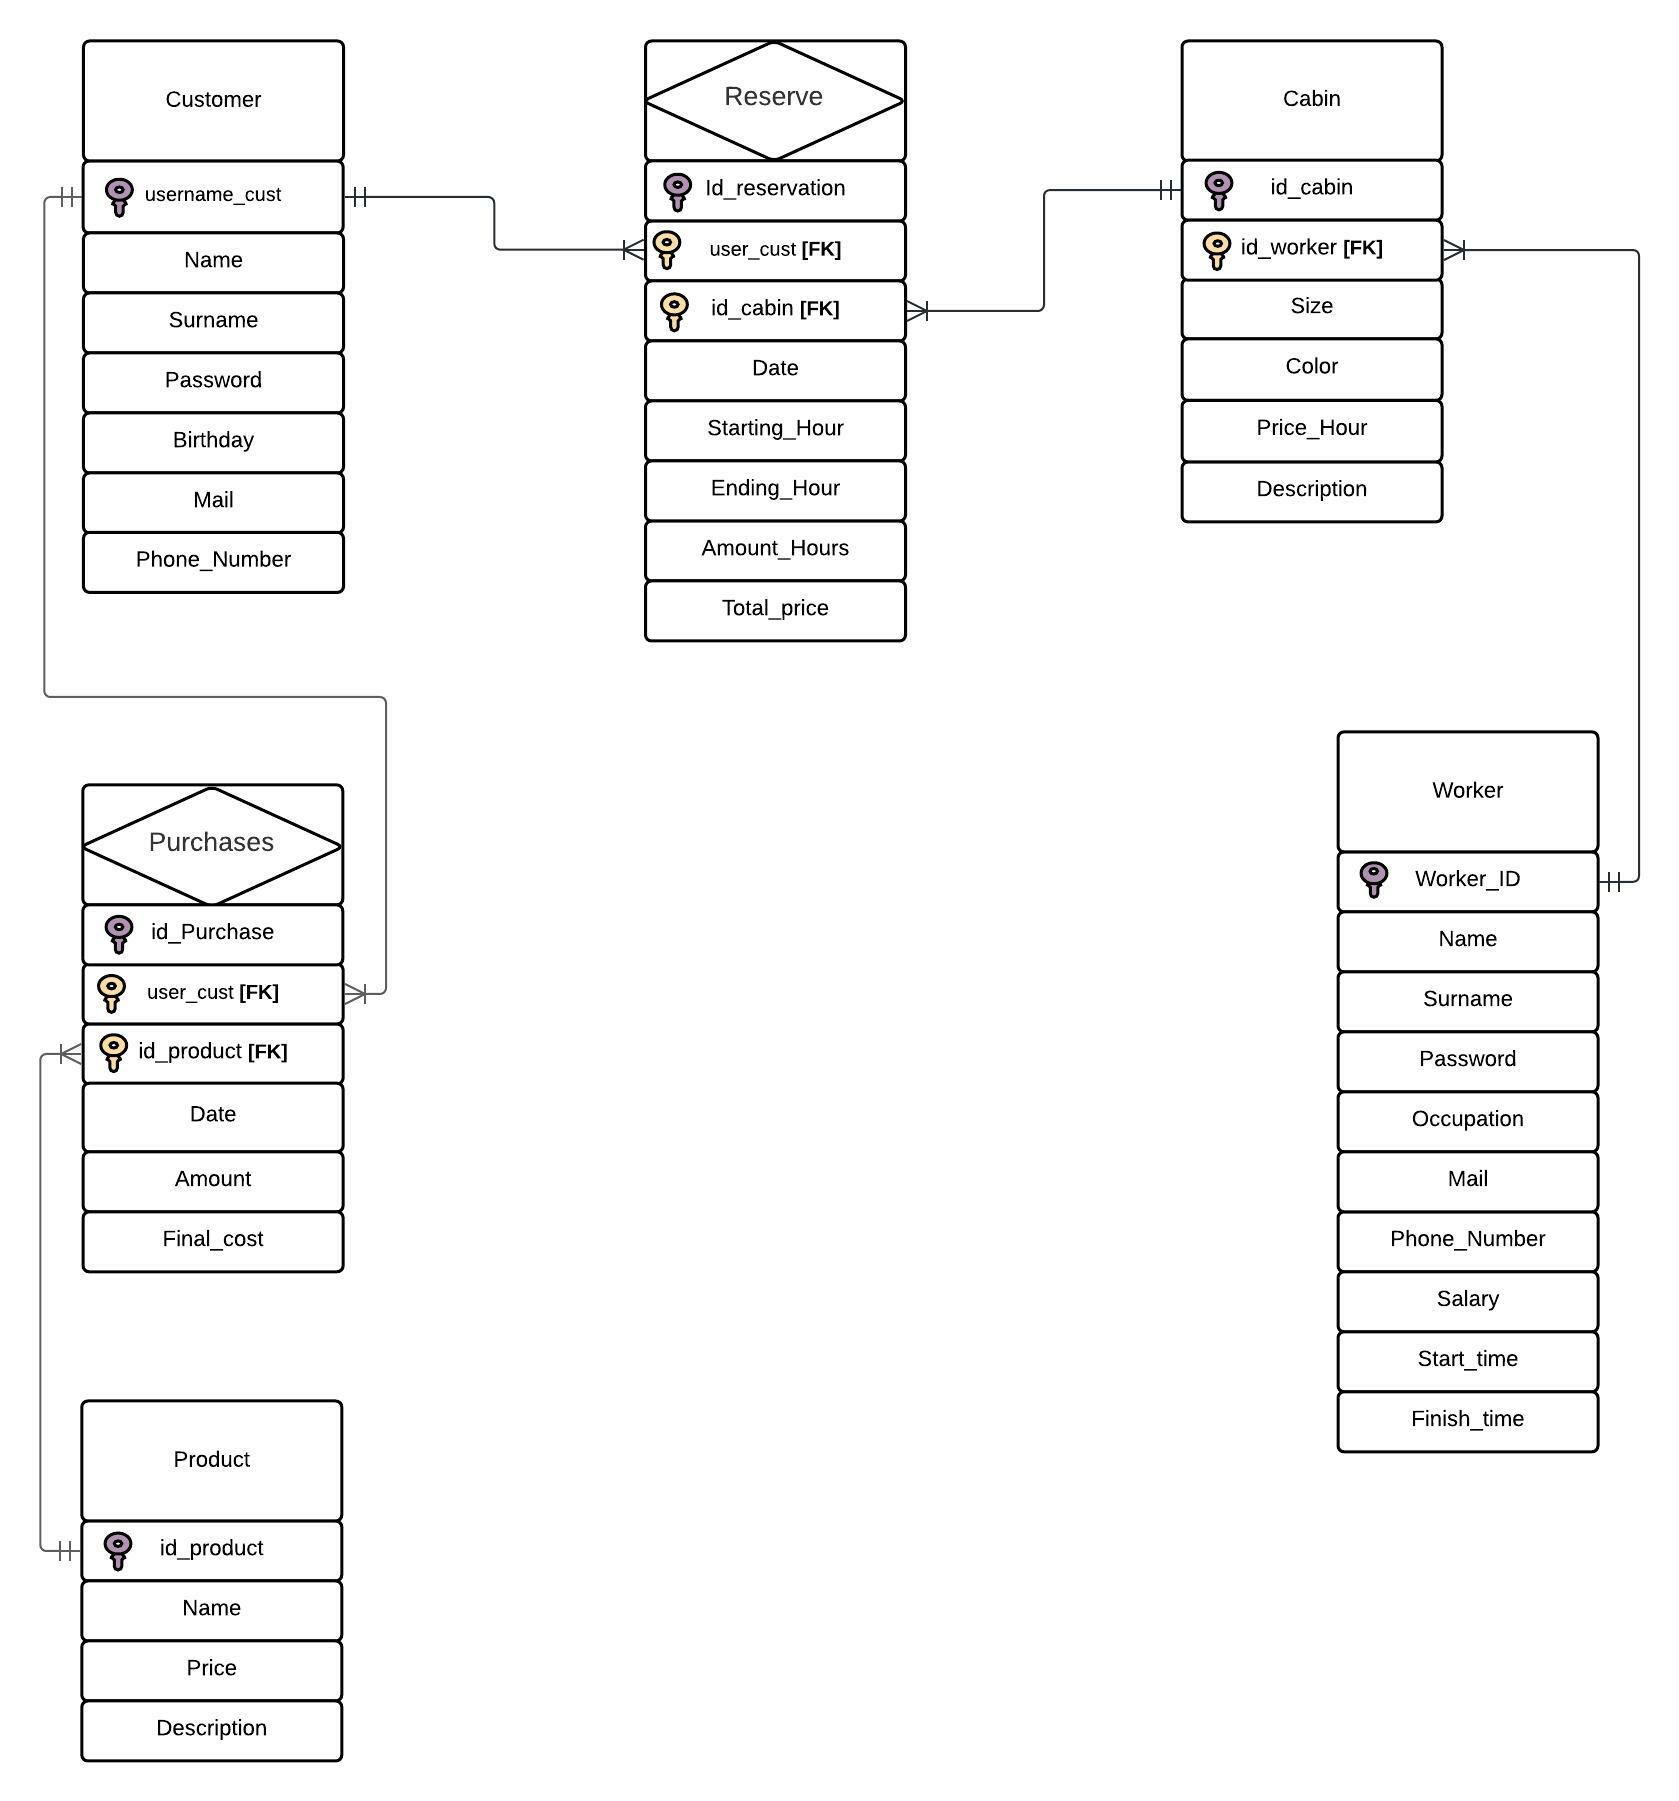 Customer
username_cust
Name
Surname
Password
Birthday
Mail
Phone_Number
Reserve
Id_reservation
user_cust [FK]
id_cabin [FK]
Date
Starting_Hour
Ending_Hour
Amount_Hours
Total_price
Cabin
id_cabin
id_worker [FK]
Size
Color
Price_Hour
Description
Purchases
id_Purchase
user_cust [FK]
id_product [FK]
Date
Amount
Final_cost
Worker
Worker_ID
Name
Surname
Password
Occupation
Mail
Phone_Number
Salary
Start_time
Finish_time
Product
id_product
Name
Price
Description